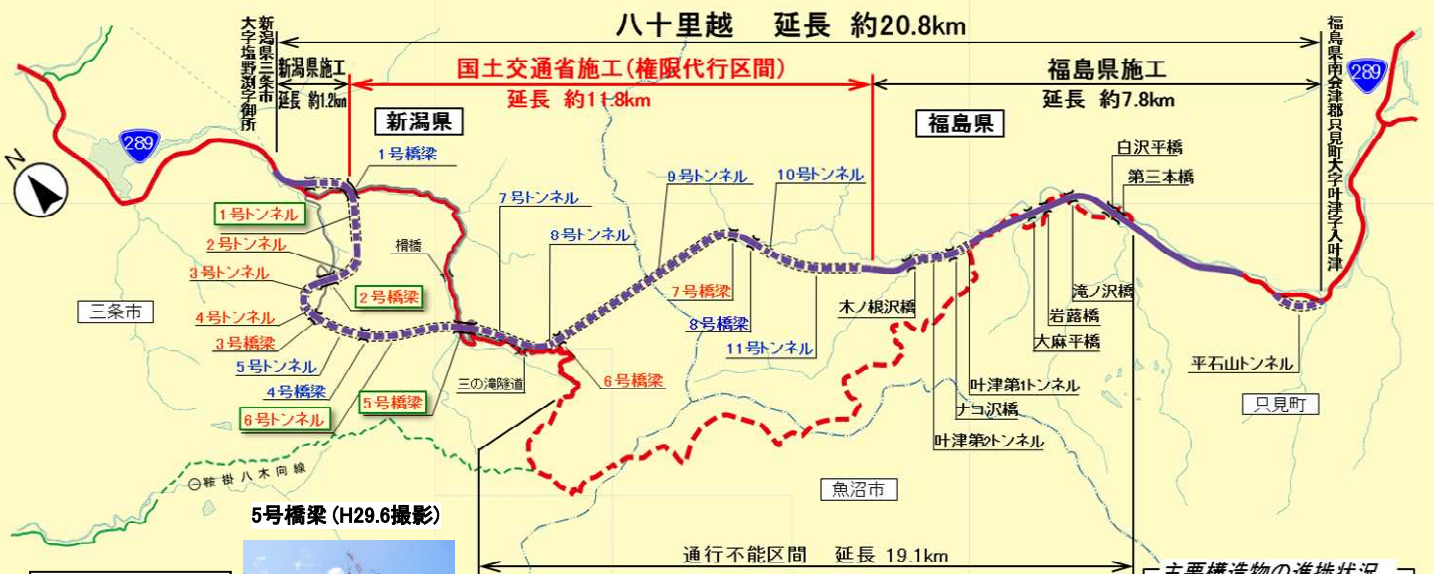 八十里越 延長 約20.8km
新潟県三条市
大字塩野渕字御所
新潟県施工
延長 約1.2km
国土交通省施工(権限代行区間)
延長 約11.8km
福島県施工
延長 約7.8km
福島県南会津郡只見町大字叶津字入叶津
289
289
N
新潟県
福島県
1号橋梁
1号トンネル
2号トンネル
3号トンネル
2号橋梁
4号トンネル
3号橋梁
5号トンネル
4号橋梁
6号トンネル
5号橋梁
三条市
7号トンネル
8号トンネル
三の滝隧道
6号橋梁
9号トンネル
10号トンネル
7号橋梁
8号橋梁
11号トンネル
木ノ根沢橋
白沢平橋
第三本橋
滝ノ沢橋
岩蕗橋
大麻平橋
叶津第1トンネル
ナコ沢橋
叶津第2トンネル
平石山トンネル
只見町
魚沼市
鞍掛八木向線
5号橋梁 (H29.6撮影)
通行不能区間 延長 19.1km
主要構造物の進捗状況